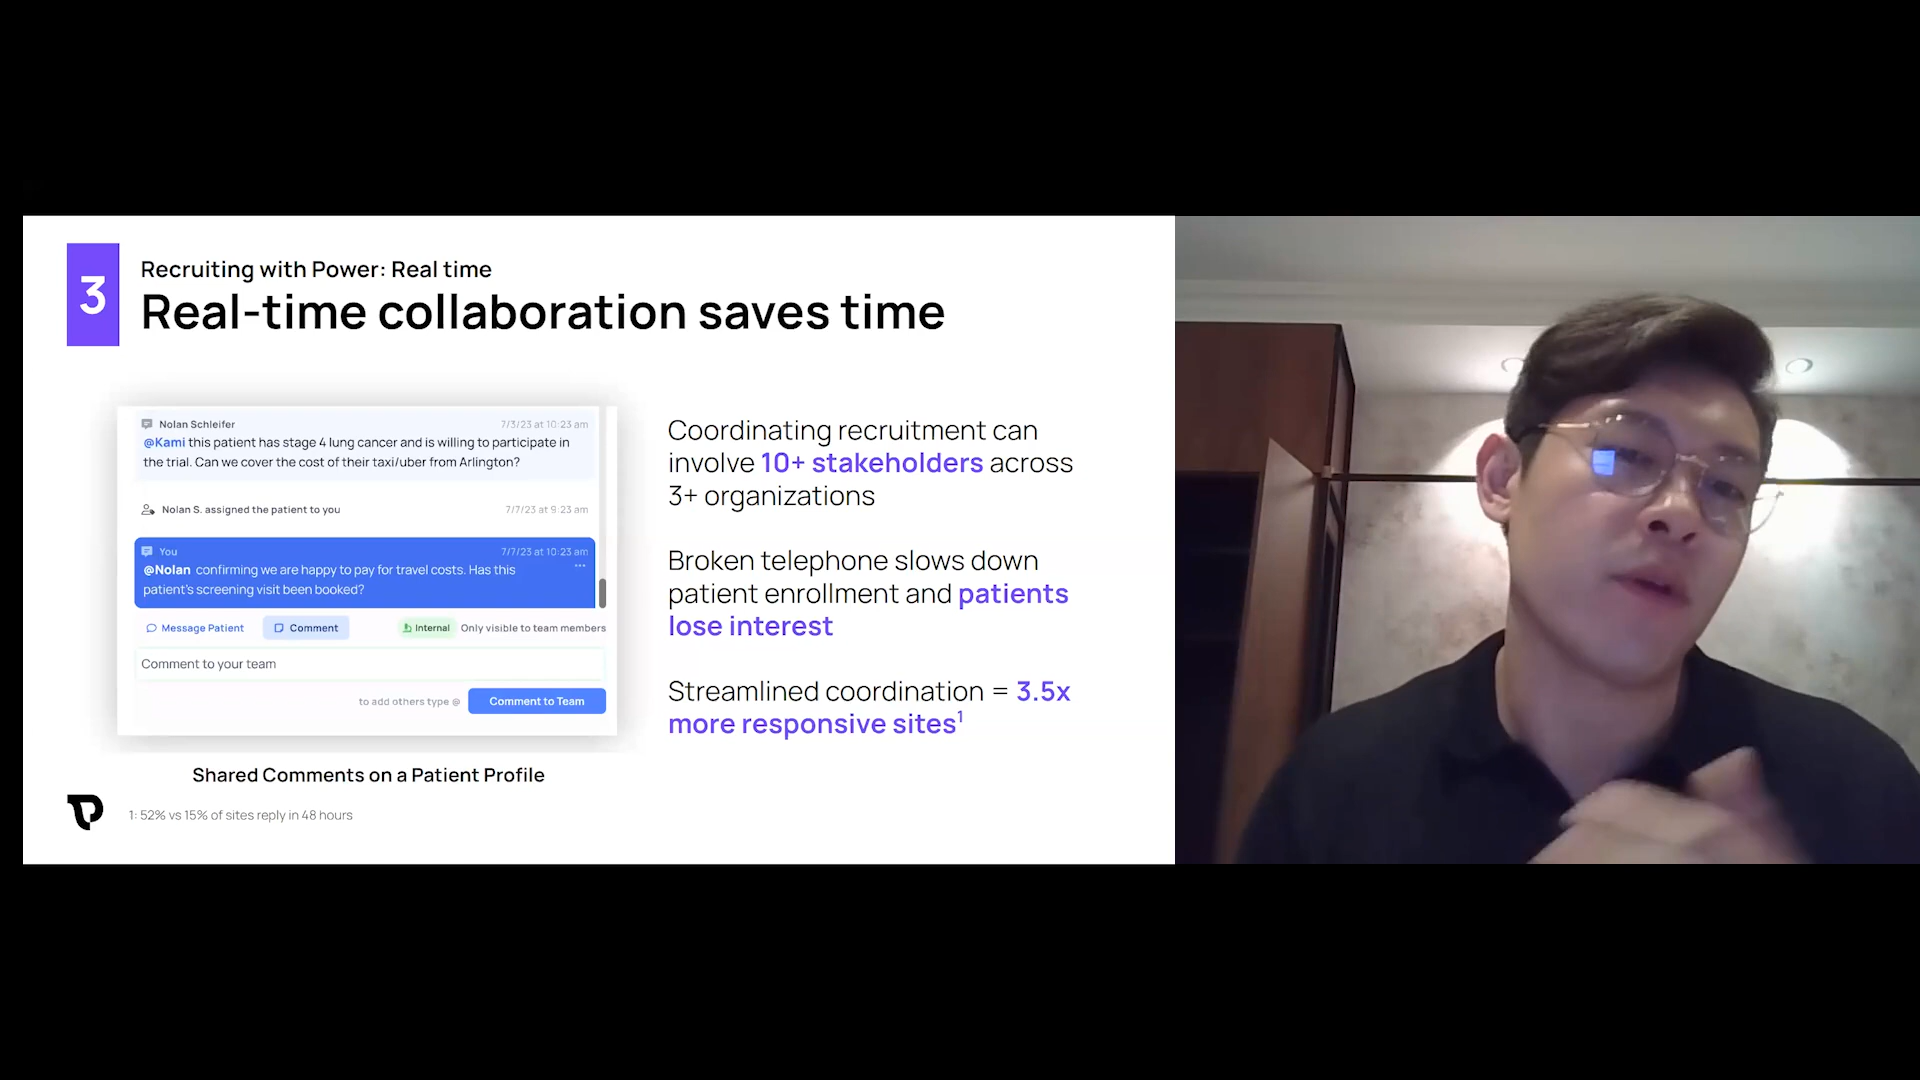 3
Recruiting with Power: Real time
Real-time collaboration saves time
Nolan Schleifer 7/3/23 at 10:23 am
@Kami this patient has stage 4 lung cancer and is willing to participate in
the trial. Can we cover the cost of their taxi/uber from Arlington?
Nolan S. assigned the patient to you 7/7/23 at 9:23 am
You 7/7/23 at 10:23 am
@Nolan confirming we are happy to pay for travel costs. Has this
patient's screening visit been booked?
Message Patient Comment Internal Only visible to team members
Comment to your team
to add others type @ Comment to Team
Shared Comments on a Patient Profile
Coordinating recruitment can
involve 10+ stakeholders across
3+ organizations
Broken telephone slows down
patient enrollment and patients
lose interest
Streamlined coordination = 3.5x
more responsive sites1
1: 52% vs 15% of sites reply in 48 hours